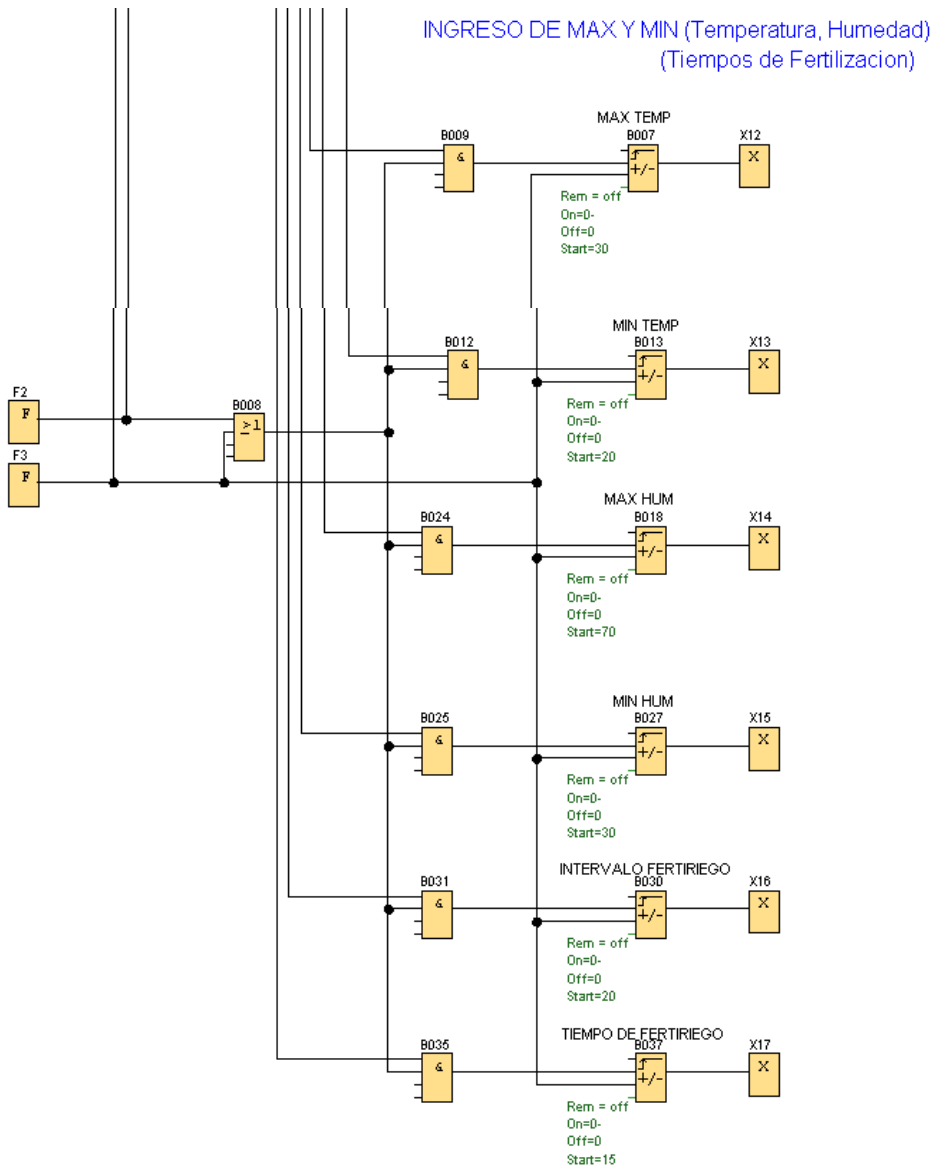 INGRESO DE MAX Y MIN (Temperatura, Humedad)
(Tiempos de Fertilizacion)
MAX TEMP
B009
&
B007
+/-
X12
X
Rem = off
On=0-
Off=0
Start=30
MIN TEMP
B012
&
B013
+/-
X13
X
Rem = off
On=0-
Off=0
Start=20
F2
F
B008
≥1
F3
F
MAX HUM
B024
&
B018
+/-
X14
X
Rem = off
On=0-
Off=0
Start=70
MIN HUM
B025
&
B027
+/-
X15
X
Rem = off
On=0-
Off=0
Start=30
INTERVALO FERTIRIEGO
B031
&
B030
+/-
X16
X
Rem = off
On=0-
Off=0
Start=20
TIEMPO DE FERTIRIEGO
B035
&
B037
+/-
X17
X
Rem = off
On=0-
Off=0
Start=15